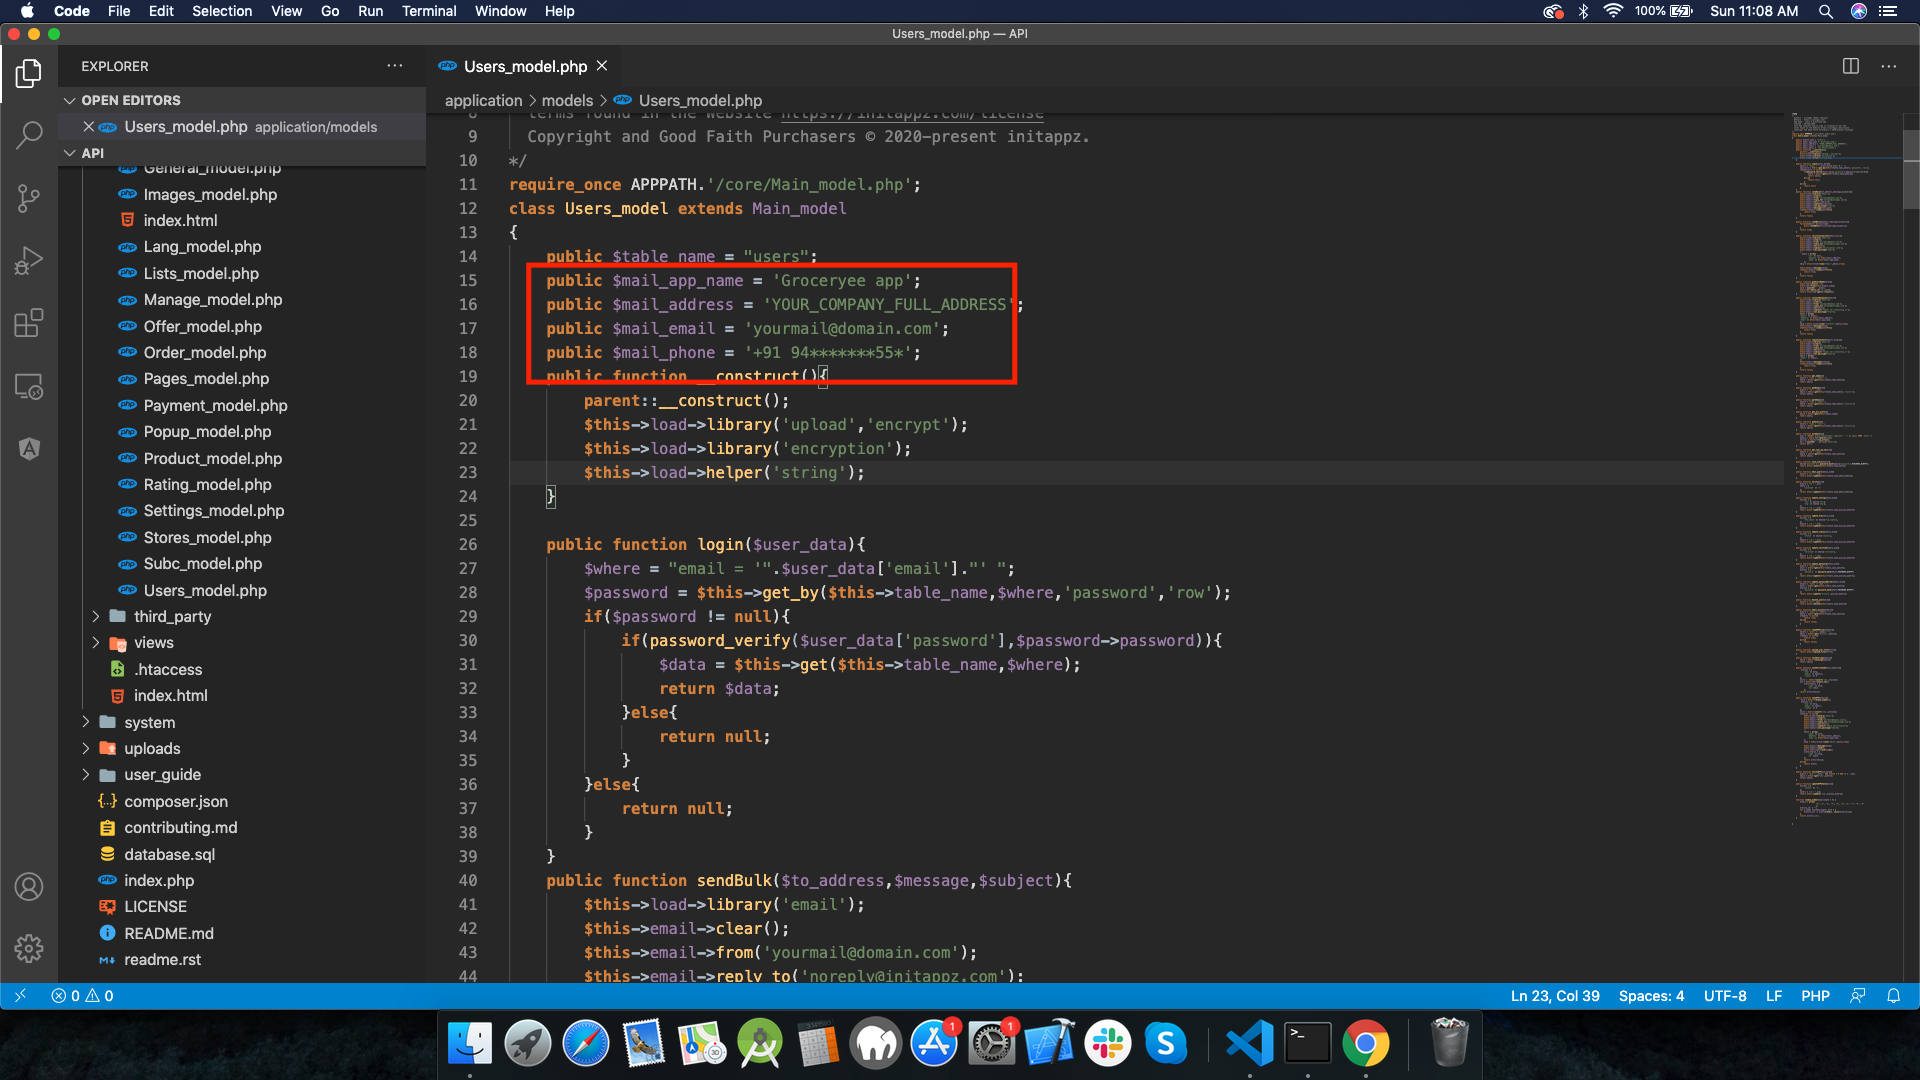 Code File Edit Selection View Go Run Terminal Window Help
100% Sun 11:08 AM
Users_model.php — API
EXPLORER
OPEN EDITORS
Users_model.php application/models
API
General_model.php
Images_model.php
index.html
Lang_model.php
Lists_model.php
Manage_model.php
Offer_model.php
Order_model.php
Pages_model.php
Payment_model.php
Popup_model.php
Product_model.php
Rating_model.php
Settings_model.php
Stores_model.php
Subc_model.php
Users_model.php
third_party
views
.htaccess
index.html
system
uploads
user_guide
composer.json
contributing.md
database.sql
index.php
LICENSE
README.md
readme.rst
Users_model.php
application > models > Users_model.php
8 terms found in the website https://initappz.com/license
9 Copyright and Good Faith Purchasers © 2020-present initappz.
10 */
11 require_once APPPATH.'/core/Main_model.php';
12 class Users_model extends Main_model
13 {
14 public $table_name = "users";
15 public $mail_app_name = 'Groceryee app';
16 public $mail_address = 'YOUR_COMPANY_FULL_ADDRESS';
17 public $mail_email = 'yourmail@domain.com';
18 public $mail_phone = '+91 94*******55*';
19 public function __construct(){
20 parent::__construct();
21 $this->load->library('upload','encrypt');
22 $this->load->library('encryption');
23 $this->load->helper('string');
24 }
25
26 public function login($user_data){
27 $where = "email = '".$user_data['email']."' ";
28 $password = $this->get_by($this->table_name,$where,'password','row');
29 if($password != null){
30 if(password_verify($user_data['password'],$password->password)){
31 $data = $this->get($this->table_name,$where);
32 return $data;
33 }else{
34 return null;
35 }
36 }else{
37 return null;
38 }
39 }
40 public function sendBulk($to_address,$message,$subject){
41 $this->load->library('email');
42 $this->email->clear();
43 $this->email->from('yourmail@domain.com');
44 $this->email->reply_to('noreply@initappz.com');
0 0
Ln 23, Col 39 Spaces: 4 UTF-8 LF PHP
1
1